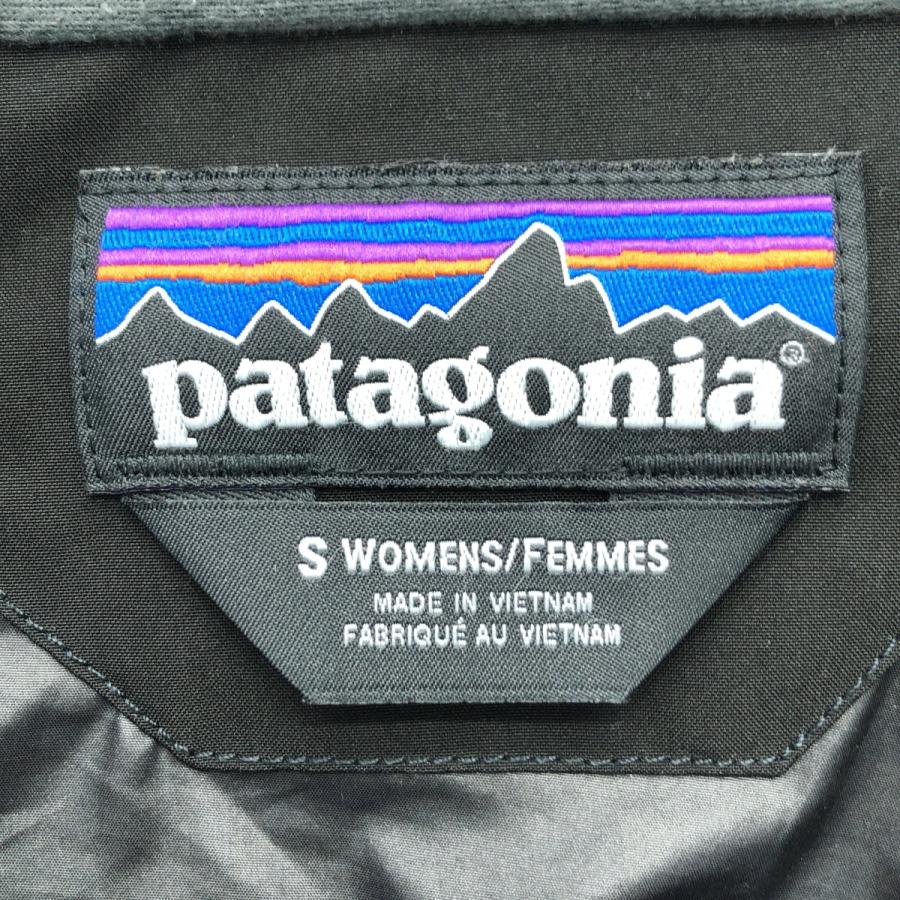 patagonia®
S WOMENS/FEMMES
MADE IN VIETNAM
FABRIQUÉ AU VIETNAM